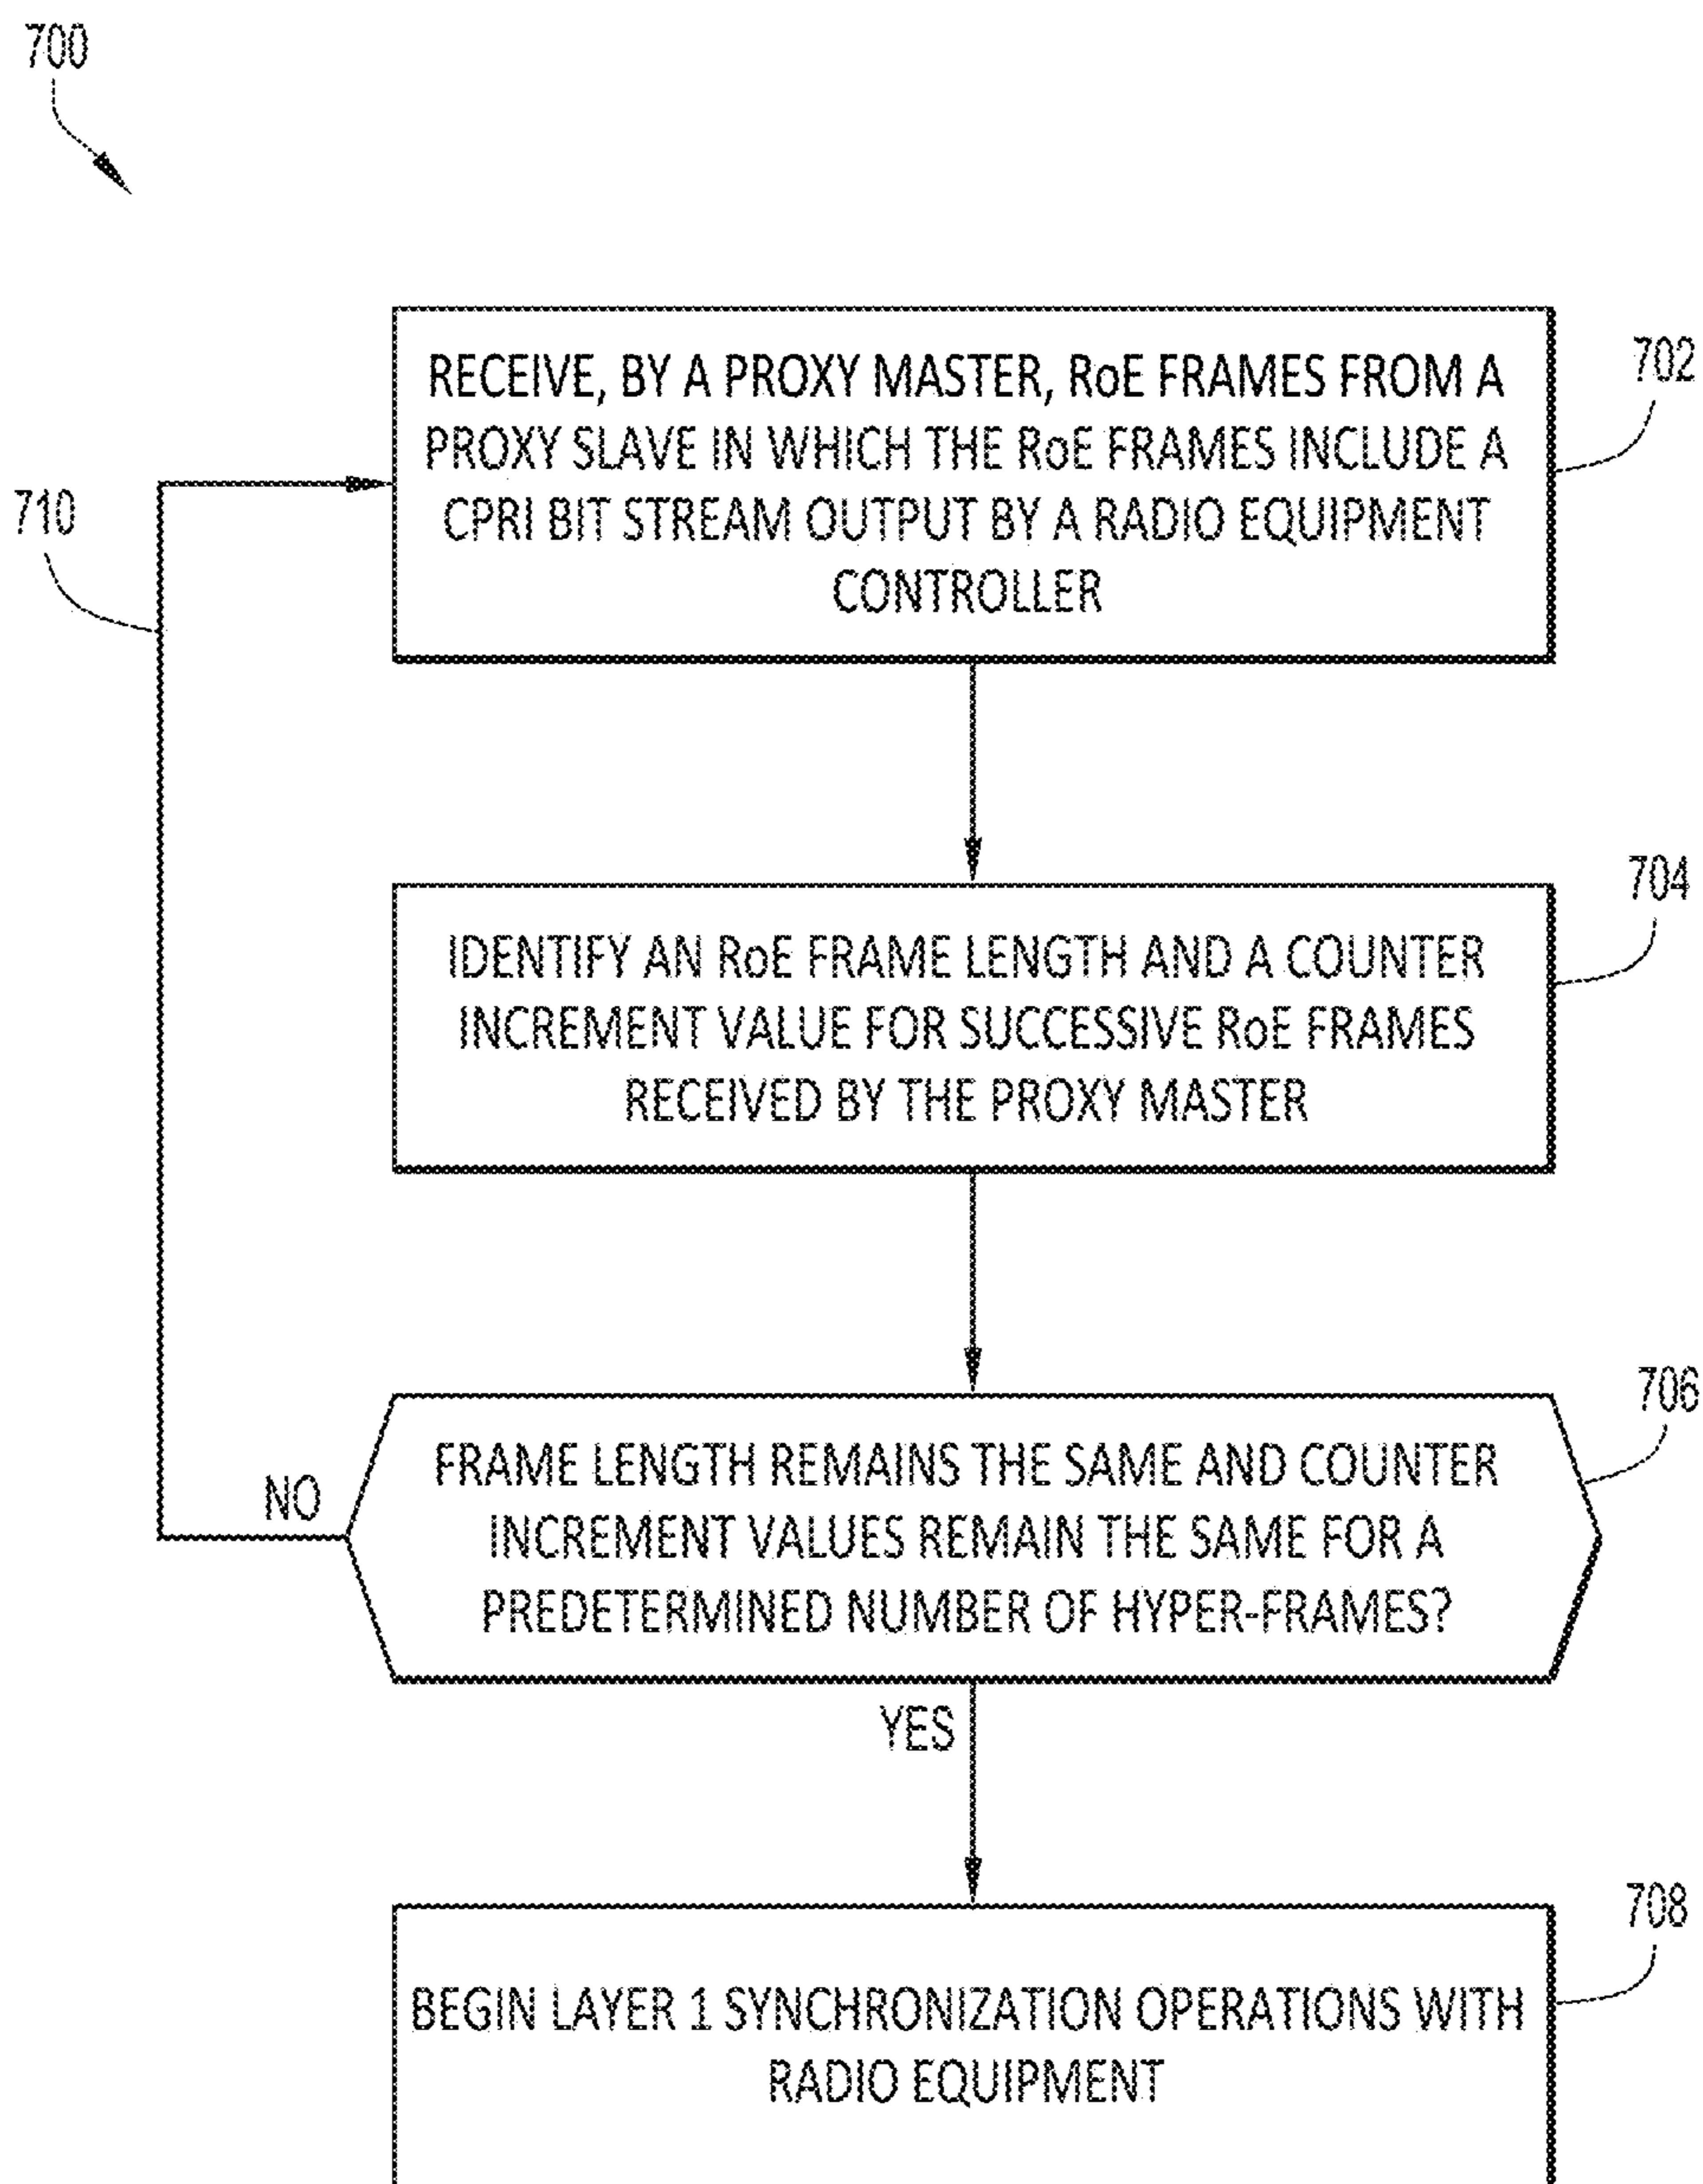 700
RECEIVE, BY A PROXY MASTER, RoE FRAMES FROM A
PROXY SLAVE IN WHICH THE RoE FRAMES INCLUDE A
CPRI BIT STREAM OUTPUT BY A RADIO EQUIPMENT
CONTROLLER
702
710
IDENTIFY AN RoE FRAME LENGTH AND A COUNTER
INCREMENT VALUE FOR SUCCESSIVE RoE FRAMES
RECEIVED BY THE PROXY MASTER
704
FRAME LENGTH REMAINS THE SAME AND COUNTER
INCREMENT VALUES REMAIN THE SAME FOR A
PREDETERMINED NUMBER OF HYPER-FRAMES?
706
NO
YES
BEGIN LAYER 1 SYNCHRONIZATION OPERATIONS WITH
RADIO EQUIPMENT
708